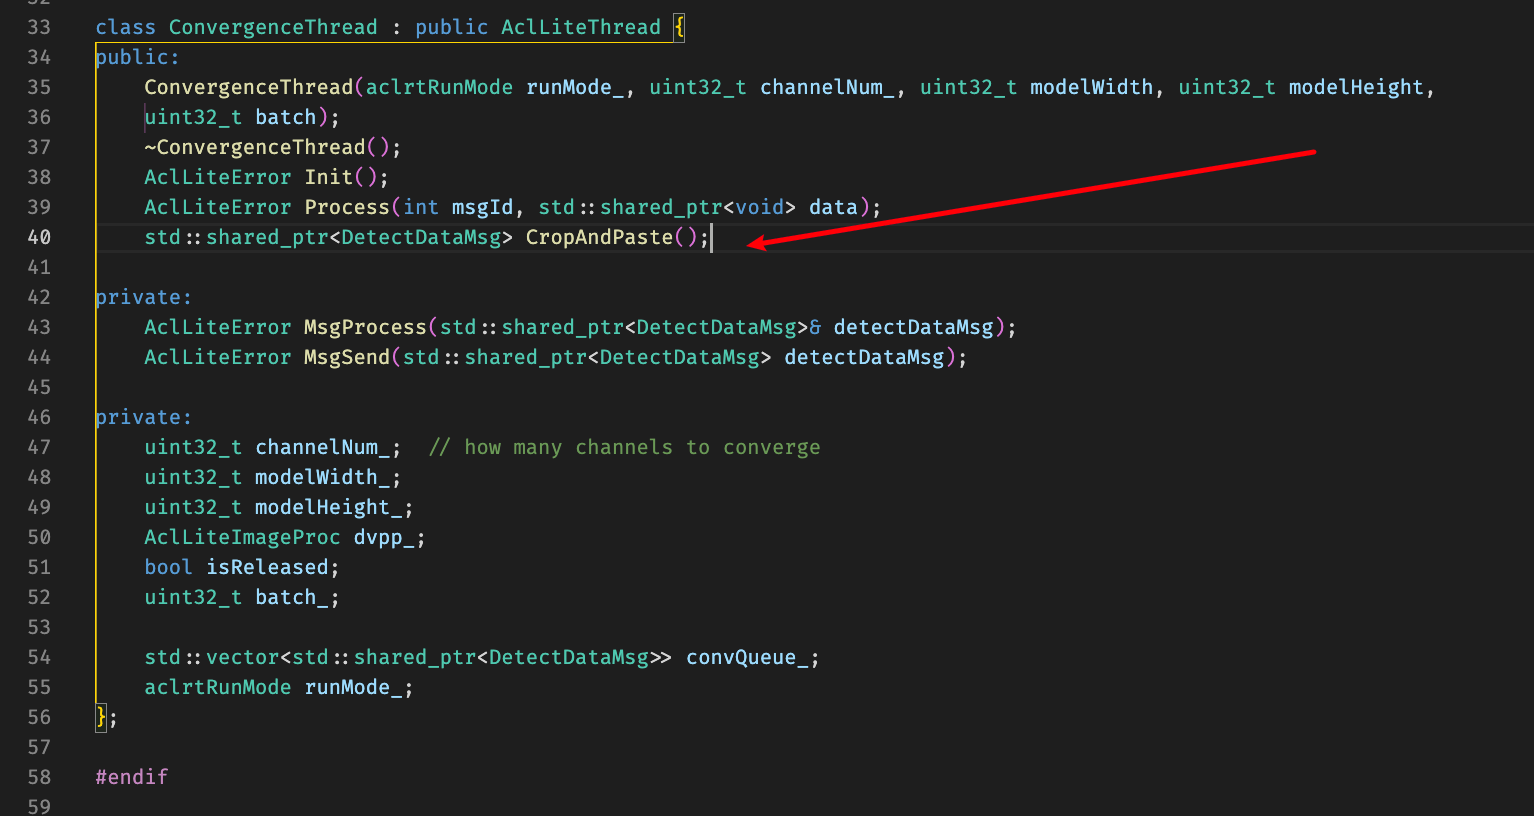 33 class ConvergenceThread : public AclLiteThread {
34 public:
35 ConvergenceThread(aclrtRunMode runMode_, uint32_t channelNum_, uint32_t modelWidth, uint32_t modelHeight,
36 uint32_t batch);
37 ~ConvergenceThread();
38 AclLiteError Init();
39 AclLiteError Process(int msgId, std::shared_ptr<void> data);
40 std::shared_ptr<DetectDataMsg> CropAndPaste();
41
42 private:
43 AclLiteError MsgProcess(std::shared_ptr<DetectDataMsg>& detectDataMsg);
44 AclLiteError MsgSend(std::shared_ptr<DetectDataMsg> detectDataMsg);
45
46 private:
47 uint32_t channelNum_; // how many channels to converge
48 uint32_t modelWidth_;
49 uint32_t modelHeight_;
50 AclLiteImageProc dvpp_;
51 bool isReleased;
52 uint32_t batch_;
53
54 std::vector<std::shared_ptr<DetectDataMsg>> convQueue_;
55 aclrtRunMode runMode_;
56 };
57
58 #endif
59